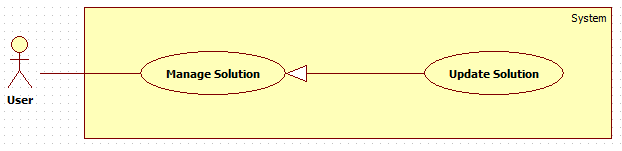 System
Manage Solution
Update Solution
User